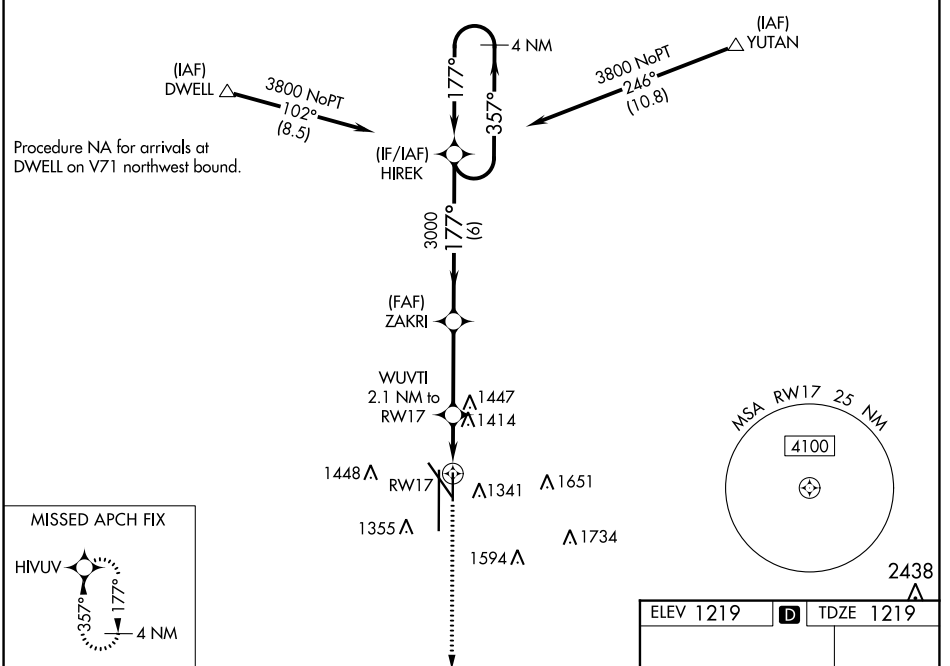 (IAF)
DWELL
3800 NoPT
102°
(8.5)
Procedure NA for arrivals at
DWELL on V71 northwest bound.
4 NM
177°
357°
(IF/IAF)
HIREK
(IAF)
YUTAN
3800 NoPT
246°
(10.8)
3000
177°
(6)
(FAF)
ZAKRI
WUVTI
2.1 NM to
RW17
1447
1414
1448
RW17
1341
1651
1355
1594
1734
MSA RW17 25 NM
4100
2438
MISSED APCH FIX
HIVUV
357°
177°
4 NM
ELEV 1219 D TDZE 1219